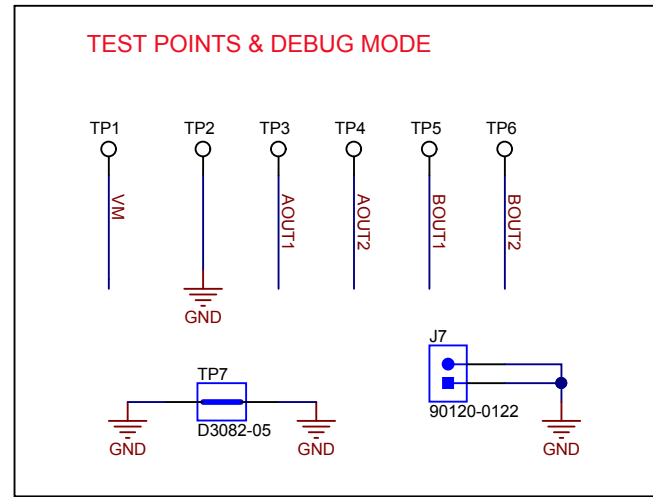 TEST POINTS & DEBUG MODE
TP1
TP2
TP3
TP4
TP5
TP6
VM
AOUT1
AOUT2
BOUT1
BOUT2
GND
TP7
D3082-05
GND
GND
J7
90120-0122
GND